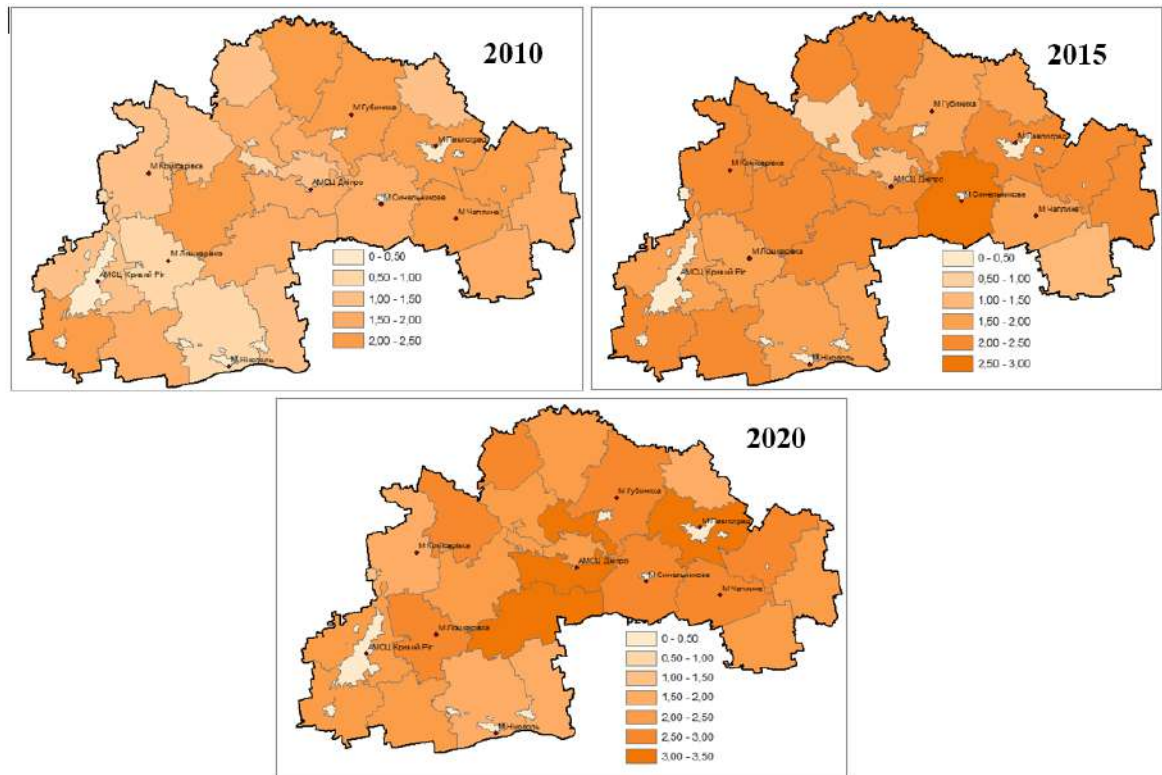 2010
М Губиниха
М Павлоград
М Комісарівка
АМСЦ Дніпро
М Синельникове
М Чаплине
М Лошкарівка
АМСЦ Кривий Ріг
М Нікополь
0 - 0,50
0,50 - 1,00
1,00 - 1,50
1,50 - 2,00
2,00 - 2,50
2015
М Губиниха
М Павлоград
М Комісарівка
АМСЦ Дніпро
М Синельникове
М Чаплине
М Лошкарівка
АМСЦ Кривий Ріг
М Нікополь
0 - 0,50
0,50 - 1,00
1,00 - 1,50
1,50 - 2,00
2,00 - 2,50
2,50 - 3,00
2020
М Губиниха
М Павлоград
М Комісарівка
АМСЦ Дніпро
М Синельникове
М Чаплине
М Лошкарівка
АМСЦ Кривий Ріг
М Нікополь
0 - 0,50
0,50 - 1,00
1,00 - 1,50
1,50 - 2,00
2,00 - 2,50
2,50 - 3,00
3,00 - 3,50